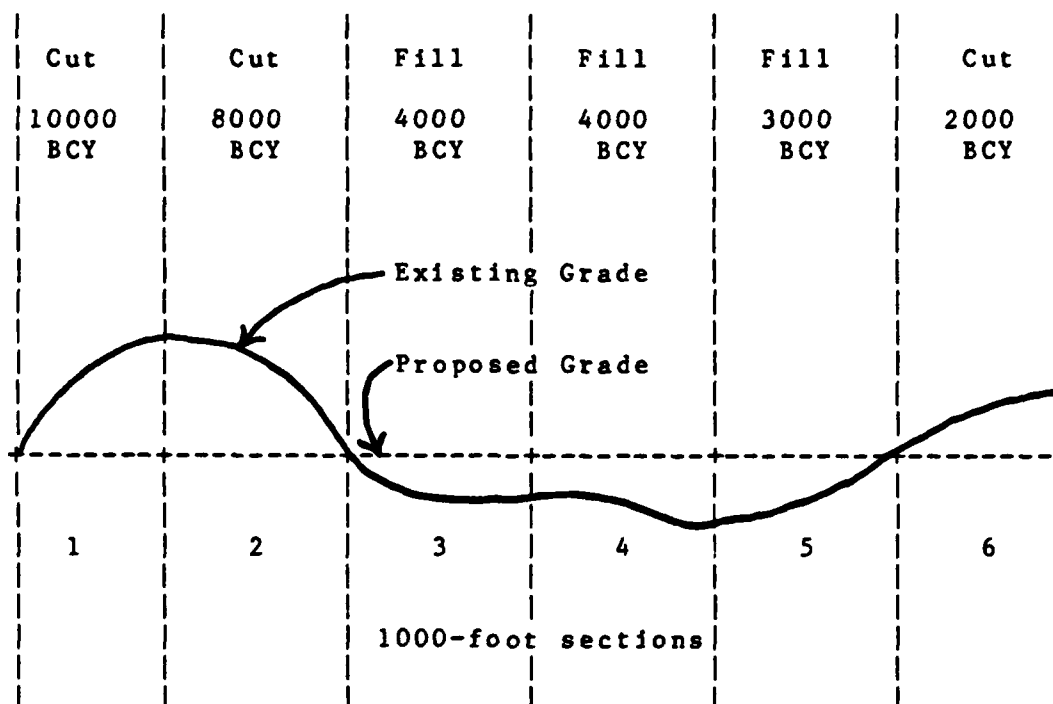 Cut Cut Fill Fill Fill Cut
10000 8000 4000 4000 3000 2000
BCY BCY BCY BCY BCY BCY
Existing Grade
Proposed Grade
1 2 3 4 5 6
1000-foot sections